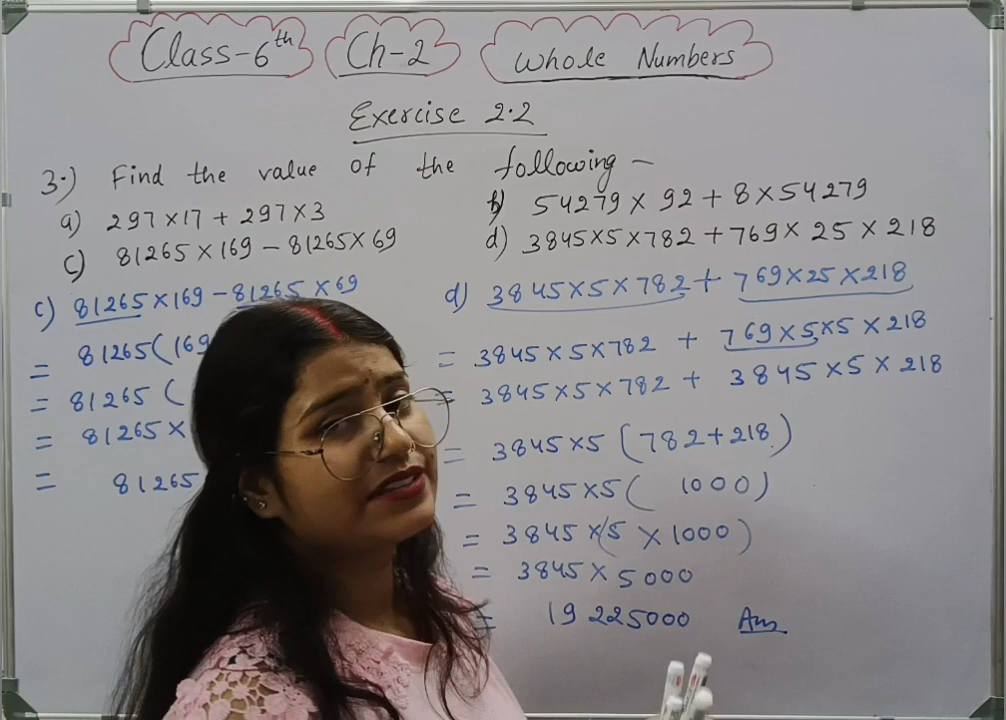 Class-6th Ch-2 Whole Numbers
Exercise 2.2
3.) Find the value of the following -
a) 297×17 + 297×3
b) 54279 × 92 + 8×54279
c) 81265 × 169 - 81265× 69
d) 3845×5×782 + 769× 25 × 218
c) 81265 ×169 - 81265 × 69
= 81265(169
= 81265 (
= 81265 ×
= 81265
d) 3845×5×782 + 769×25×218
= 3845×5×782 + 769×5×5×218
= 3845×5×782 + 3845×5×218
= 3845×5 (782+218)
= 3845×5( 1000)
= 3845 ×(5 × 1000)
= 3845 × 5000
= 19225000 Ans